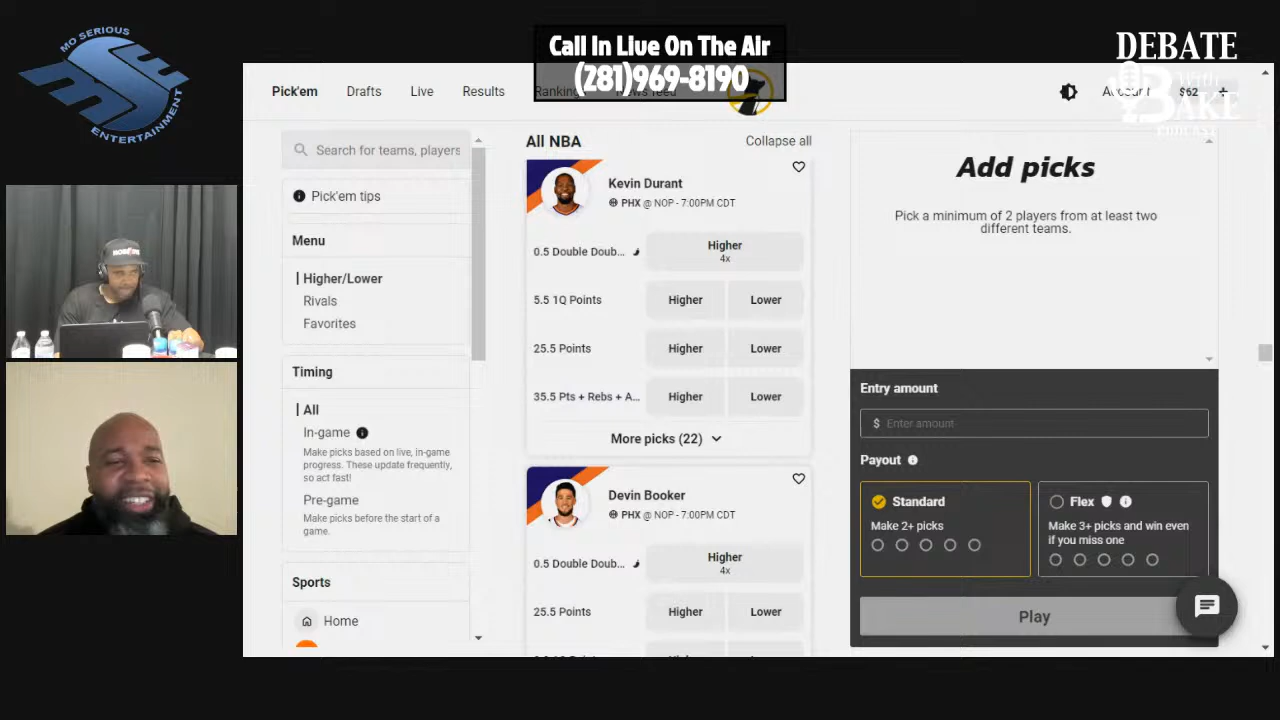 MO SERIOUS
ENTERTAINMENT
Call In Live On The Air
(281)969-8190
DEBATE
With
BAKE
PODCAST
Pick'em
Drafts
Live
Results
Ranking
News feed
Account
$62
+
Search for teams, players
Pick'em tips
Menu
Higher/Lower
Rivals
Favorites
Timing
All
In-game
Make picks based on live, in-game
progress. These update frequently,
so act fast!
Pre-game
Make picks before the start of a
game.
Sports
Home
All NBA
Collapse all
Kevin Durant
PHX @ NOP - 7:00PM CDT
0.5 Double Doub...
Higher
4x
5.5 1Q Points
Higher
Lower
25.5 Points
Higher
Lower
35.5 Pts + Rebs + A...
Higher
Lower
More picks (22)
Devin Booker
PHX @ NOP - 7:00PM CDT
0.5 Double Doub...
Higher
4x
25.5 Points
Higher
Lower
Add picks
Pick a minimum of 2 players from at least two
different teams.
Entry amount
$ Enter amount
Payout
Standard
Make 2+ picks
Flex
Make 3+ picks and win even
if you miss one
Play